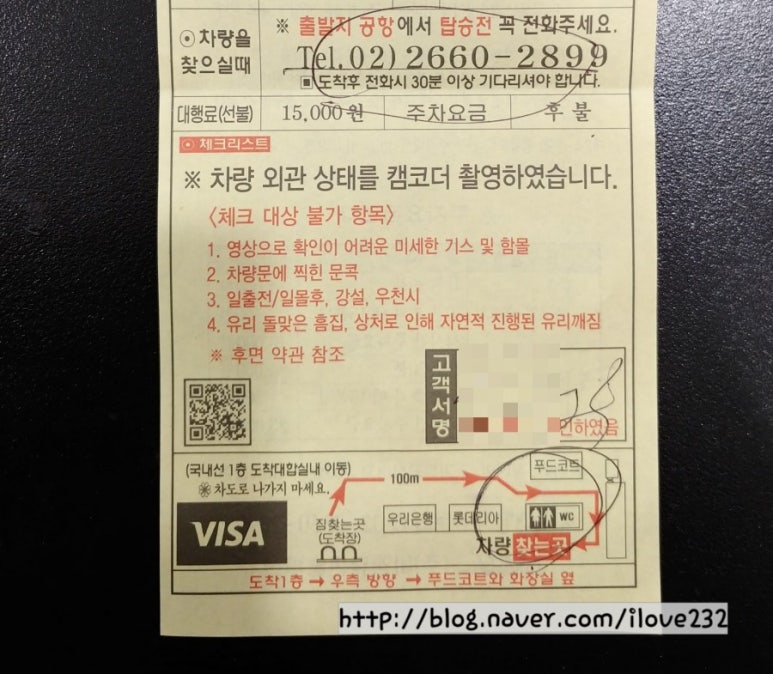 ※ 출발지 공항에서 탑승전 꼭 전화주세요.
⊙ 차량을 찾으실때
Tel. 02) 2660-2899
▣ 도착후 전화시 30분 이상 기다리셔야 합니다.
대행료(선불) 15,000원 주차요금 후 불
⊙ 체크리스트
※ 차량 외관 상태를 캠코더 촬영하였습니다.
〈체크 대상 불가 항목〉
1. 영상으로 확인이 어려운 미세한 기스 및 함몰
2. 차량문에 찍힌 문콕
3. 일출전/일몰후, 강설, 우천시
4. 유리 돌맞은 흠집, 상처로 인해 자연적 진행된 유리깨짐
※ 후면 약관 참조
고객서명
인하였음
(국내선 1층 도착대합실내 이동)
※ 차도로 나가지 마세요.
100m
푸드코트
VISA
짐찾는곳
(도착장)
우리은행
롯데리아
WC
차량 찾는곳
도착1층 → 우측 방향 → 푸드코트와 화장실 옆
http://blog.naver.com/ilove232